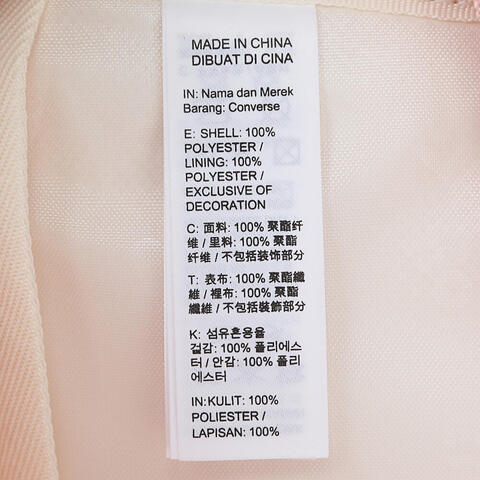 MADE IN CHINA
DIBUAT DI CINA
IN: Nama dan Merek
Barang: Converse
E: SHELL: 100%
POLYESTER /
LINING: 100%
POLYESTER /
EXCLUSIVE OF
DECORATION
C: 面料: 100% 聚酯纤
维 / 里料: 100% 聚酯
纤维 / 不包括装饰部分
T: 表布: 100% 聚酯纖
維 / 裡布: 100% 聚酯
纖維 / 不包括裝飾部分
K: 섬유혼용율
겉감: 100% 폴리에스
터 / 안감: 100% 폴리
에스터
IN:KULIT: 100%
POLIESTER /
LAPISAN: 100%